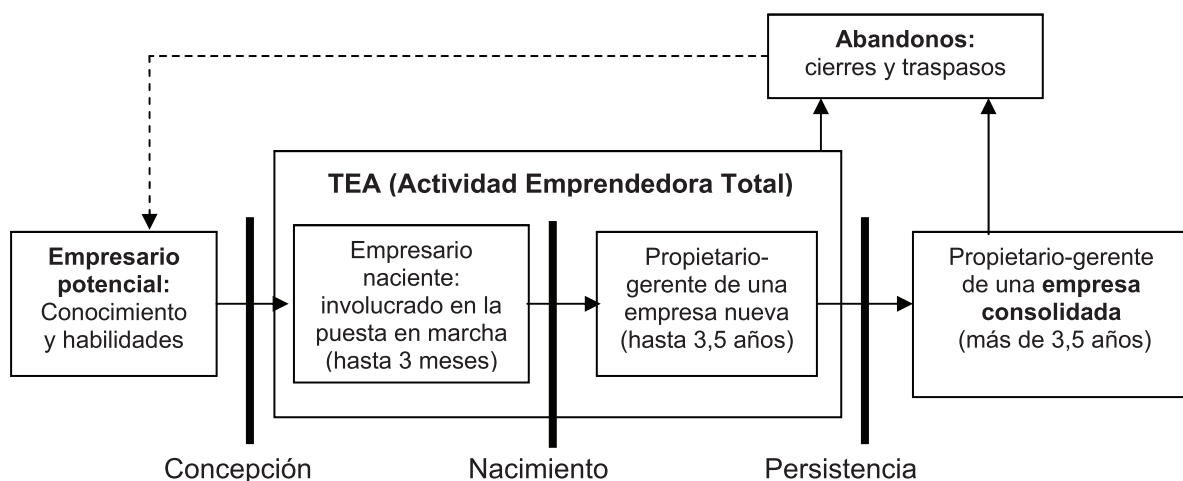 Abandonos:
cierres y traspasos
TEA (Actividad Emprendedora Total)
Empresario
potencial:
Conocimiento
y habilidades
Empresario
naciente:
involucrado en la
puesta en marcha
(hasta 3 meses)
Propietario-
gerente de una
empresa nueva
(hasta 3,5 años)
Propietario-gerente
de una empresa
consolidada
(más de 3,5 años)
Concepción
Nacimiento
Persistencia